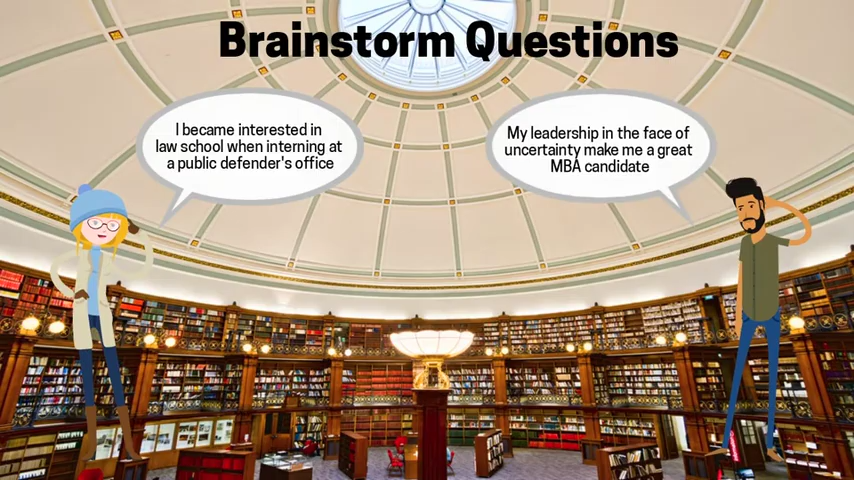 Brainstorm Questions
I became interested in
law school when interning at
a public defender's office
My leadership in the face of
uncertainty make me a great
MBA candidate